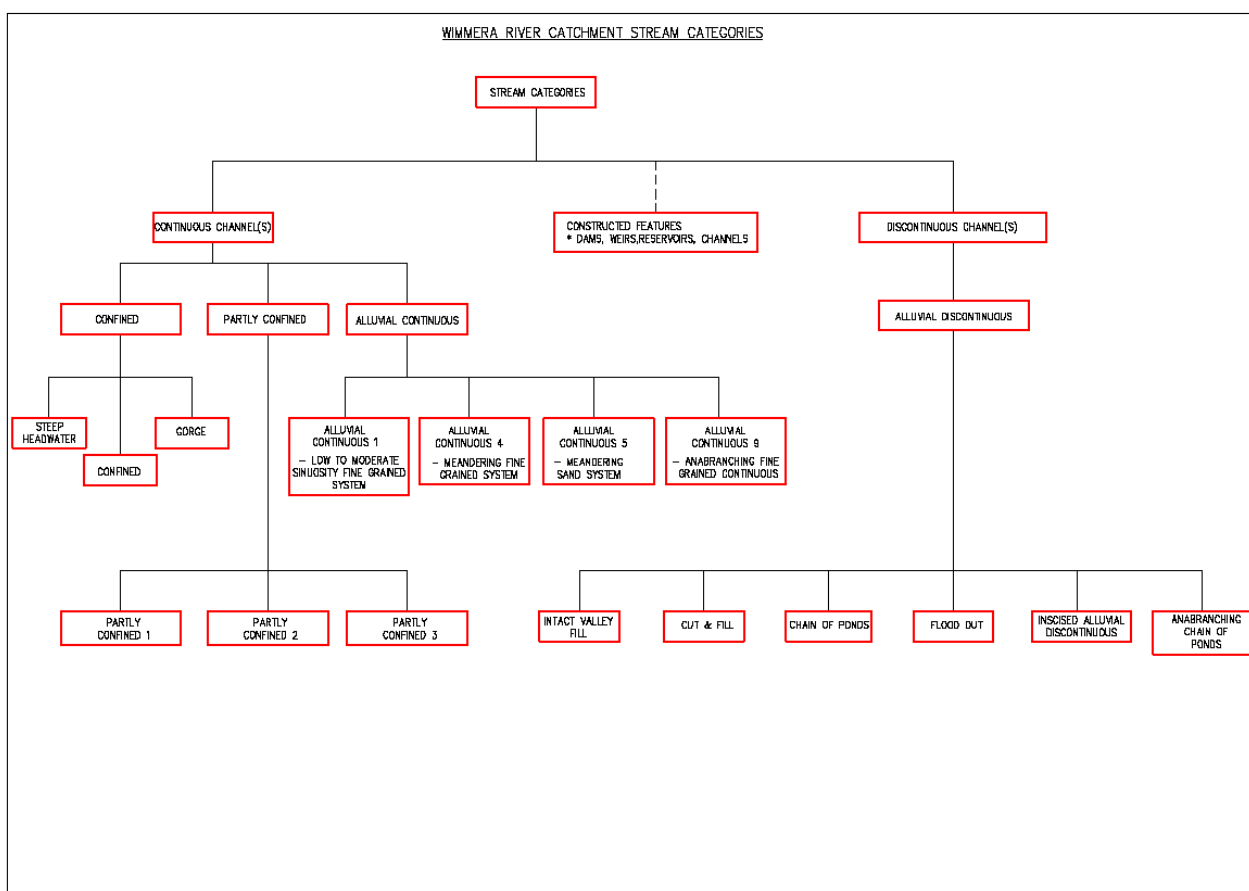 WIMMERA RIVER CATCHMENT STREAM CATEGORIES
STREAM CATEGORIES
CONTINUOUS CHANNEL(S)
CONSTRUCTED FEATURES
* DAMS, WEIRS,RESERVOIRS, CHANNELS
DISCONTINUOUS CHANNEL(S)
CONFINED
PARTLY CONFINED
ALLUVIAL CONTINUOUS
ALLUVIAL DISCONTINUOUS
STEEP
HEADWATER
CONFINED
GORGE
ALLUVIAL
CONTINUOUS 1
- LOW TO MODERATE
SINUOSITY FINE GRAINED
SYSTEM
ALLUVIAL
CONTINUOUS 4
- MEANDERING FINE
GRAINED SYSTEM
ALLUVIAL
CONTINUOUS 5
- MEANDERING
SAND SYSTEM
ALLUVIAL
CONTINUOUS 9
- ANABRANCHING FINE
GRAINED CONTINUOUS
PARTLY
CONFINED 1
PARTLY
CONFINED 2
PARTLY
CONFINED 3
INTACT VALLEY
FILL
CUT & FILL
CHAIN OF PONDS
FLOOD OUT
INSCISED ALLUVIAL
DISCONTINUOUS
ANABRANCHING
CHAIN OF
PONDS